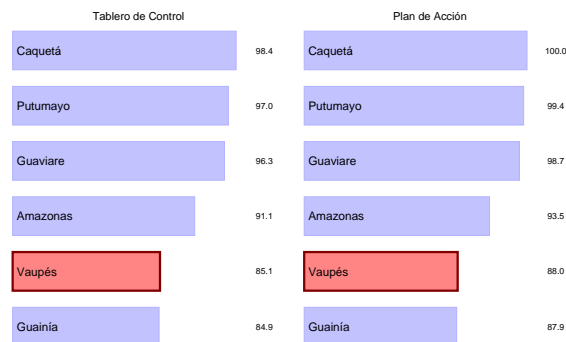 Tablero de Control
Caquetá 98.4
Putumayo 97.0
Guaviare 96.3
Amazonas 91.1
Vaupés 85.1
Guainía 84.9
Plan de Acción
Caquetá 100.0
Putumayo 99.4
Guaviare 98.7
Amazonas 93.5
Vaupés 88.0
Guainía 87.9